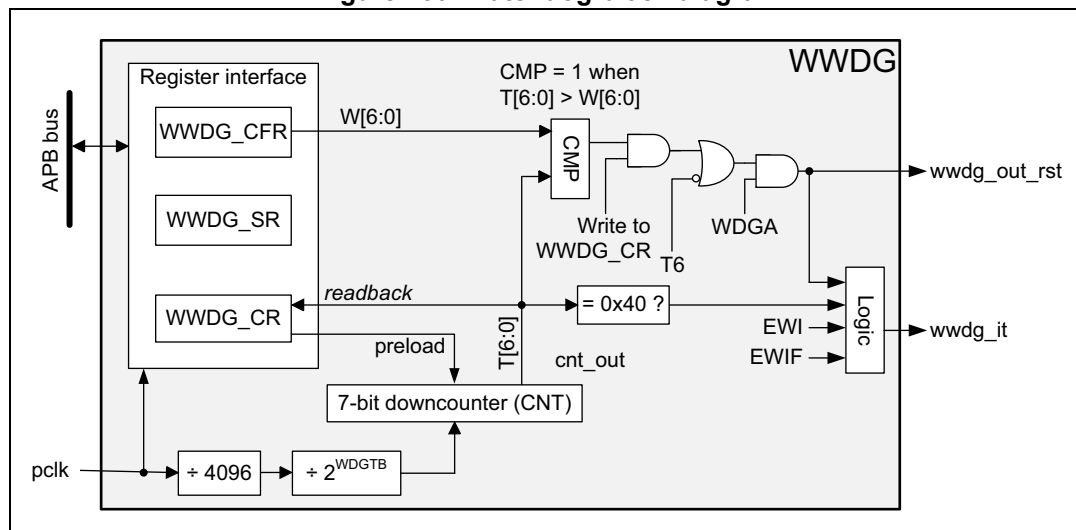 WWDG
Register interface
CMP = 1 when
T[6:0] > W[6:0]
APB bus
WWDG_CFR
W[6:0]
CMP
wwdg_out_rst
WWDG_SR
Write to
WWDG_CR
T6
WDGA
readback
= 0x40 ?
WWDG_CR
preload
T[6:0]
cnt_out
EWI
EWIF
Logic
wwdg_it
7-bit downcounter (CNT)
pclk
÷ 4096
÷ 2^WDGTB